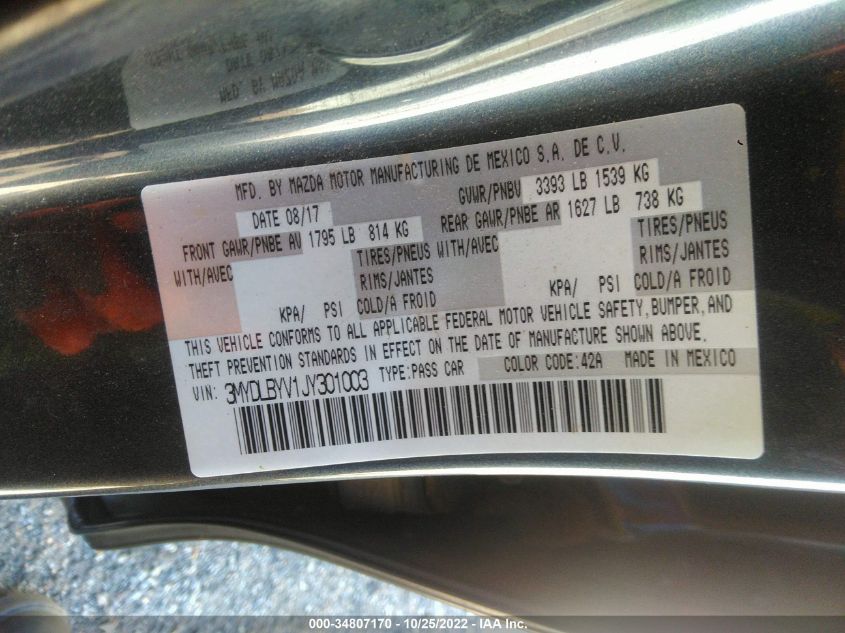 MFD. BY MAZDA MOTOR MANUFACTURING DE MEXICO S.A. DE C.V.
DATE 08/17 GVWR/PNBV 3393 LB 1539 KG
FRONT GAWR/PNBE AV 1795 LB 814 KG REAR GAWR/PNBE AR 1627 LB 738 KG
WITH/AVEC TIRES/PNEUS WITH/AVEC TIRES/PNEUS
RIMS/JANTES RIMS/JANTES
KPA/ PSI COLD/A FROID KPA/ PSI COLD/A FROID
THIS VEHICLE CONFORMS TO ALL APPLICABLE FEDERAL MOTOR VEHICLE SAFETY, BUMPER, AND
THEFT PREVENTION STANDARDS IN EFFECT ON THE DATE OF MANUFACTURE SHOWN ABOVE.
VIN: 3MYDLBYV1JY301003 TYPE:PASS CAR COLOR CODE:42A MADE IN MEXICO
000-34807170 - 10/25/2022 - IAA Inc.